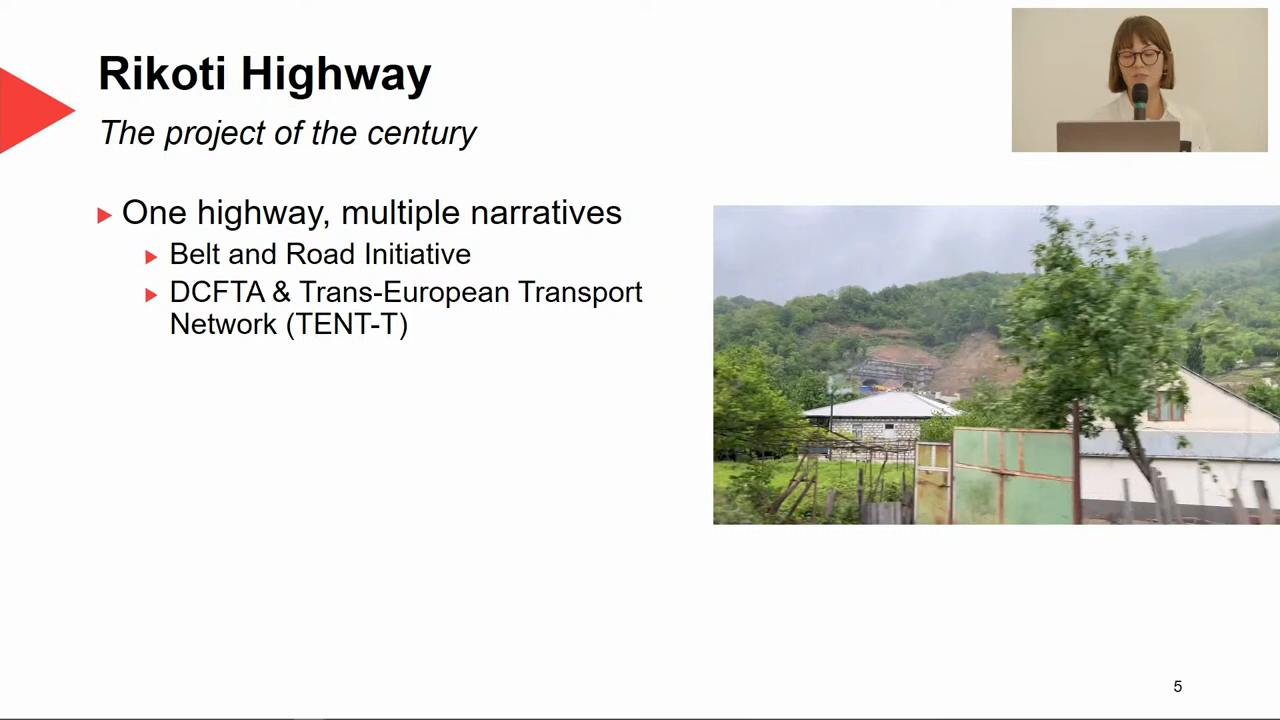 Rikoti Highway
The project of the century
One highway, multiple narratives
Belt and Road Initiative
DCFTA & Trans-European Transport
Network (TENT-T)
5